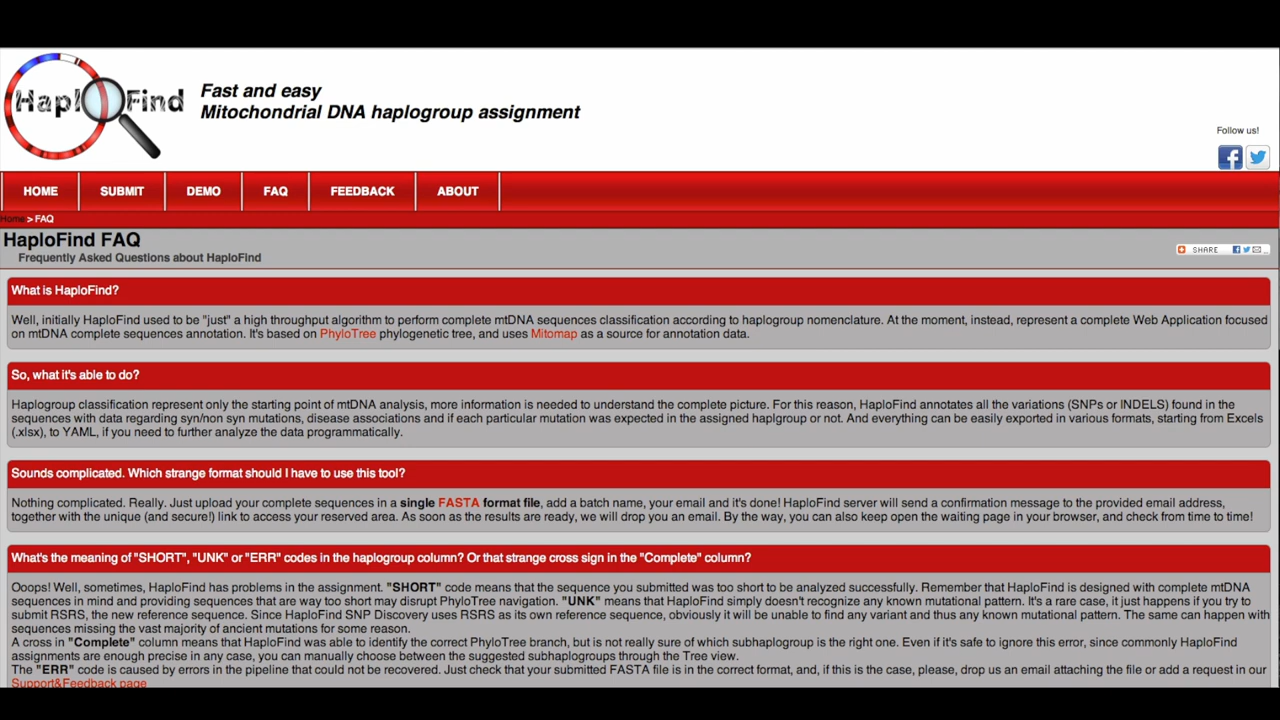 HaploFind
Fast and easy
Mitochondrial DNA haplogroup assignment
Follow us!
HOME SUBMIT DEMO FAQ FEEDBACK ABOUT
Home > FAQ
HaploFind FAQ
Frequently Asked Questions about HaploFind
SHARE
What is HaploFind?
Well, initially HaploFind used to be "just" a high throughput algorithm to perform complete mtDNA sequences classification according to haplogroup nomenclature. At the moment, instead, represent a complete Web Application focused
on mtDNA complete sequences annotation. It's based on PhyloTree phylogenetic tree, and uses Mitomap as a source for annotation data.
So, what it's able to do?
Haplogroup classification represent only the starting point of mtDNA analysis, more information is needed to understand the complete picture. For this reason, HaploFind annotates all the variations (SNPs or INDELS) found in the
sequences with data regarding syn/non syn mutations, disease associations and if each particular mutation was expected in the assigned haplgroup or not. And everything can be easily exported in various formats, starting from Excels
(.xlsx), to YAML, if you need to further analyze the data programmatically.
Sounds complicated. Which strange format should I have to use this tool?
Nothing complicated. Really. Just upload your complete sequences in a single FASTA format file, add a batch name, your email and it's done! HaploFind server will send a confirmation message to the provided email address,
together with the unique (and secure!) link to access your reserved area. As soon as the results are ready, we will drop you an email. By the way, you can also keep open the waiting page in your browser, and check from time to time!
What's the meaning of "SHORT", "UNK" or "ERR" codes in the haplogroup column? Or that strange cross sign in the "Complete" column?
Ooops! Well, sometimes, HaploFind has problems in the assignment. "SHORT" code means that the sequence you submitted was too short to be analyzed successfully. Remember that HaploFind is designed with complete mtDNA
sequences in mind and providing sequences that are way too short may disrupt PhyloTree navigation. "UNK" means that HaploFind simply doesn't recognize any known mutational pattern. It's a rare case, it just happens if you try to
submit RSRS, the new reference sequence. Since HaploFind SNP Discovery uses RSRS as its own reference sequence, obviously it will be unable to find any variant and thus any known mutational pattern. The same can happen with
sequences missing the vast majority of ancient mutations for some reason.
A cross in "Complete" column means that HaploFind was able to identify the correct PhyloTree branch, but is not really sure of which subhaplogroup is the right one. Even if it's safe to ignore this error, since commonly HaploFind
assignments are enough precise in any case, you can manually choose between the suggested subhaplogroups through the Tree view.
The "ERR" code is caused by errors in the pipeline that could not be recovered. Just check that your submitted FASTA file is in the correct format, and, if this is the case, please, drop us an email attaching the file or add a request in our
Support&Feedback page